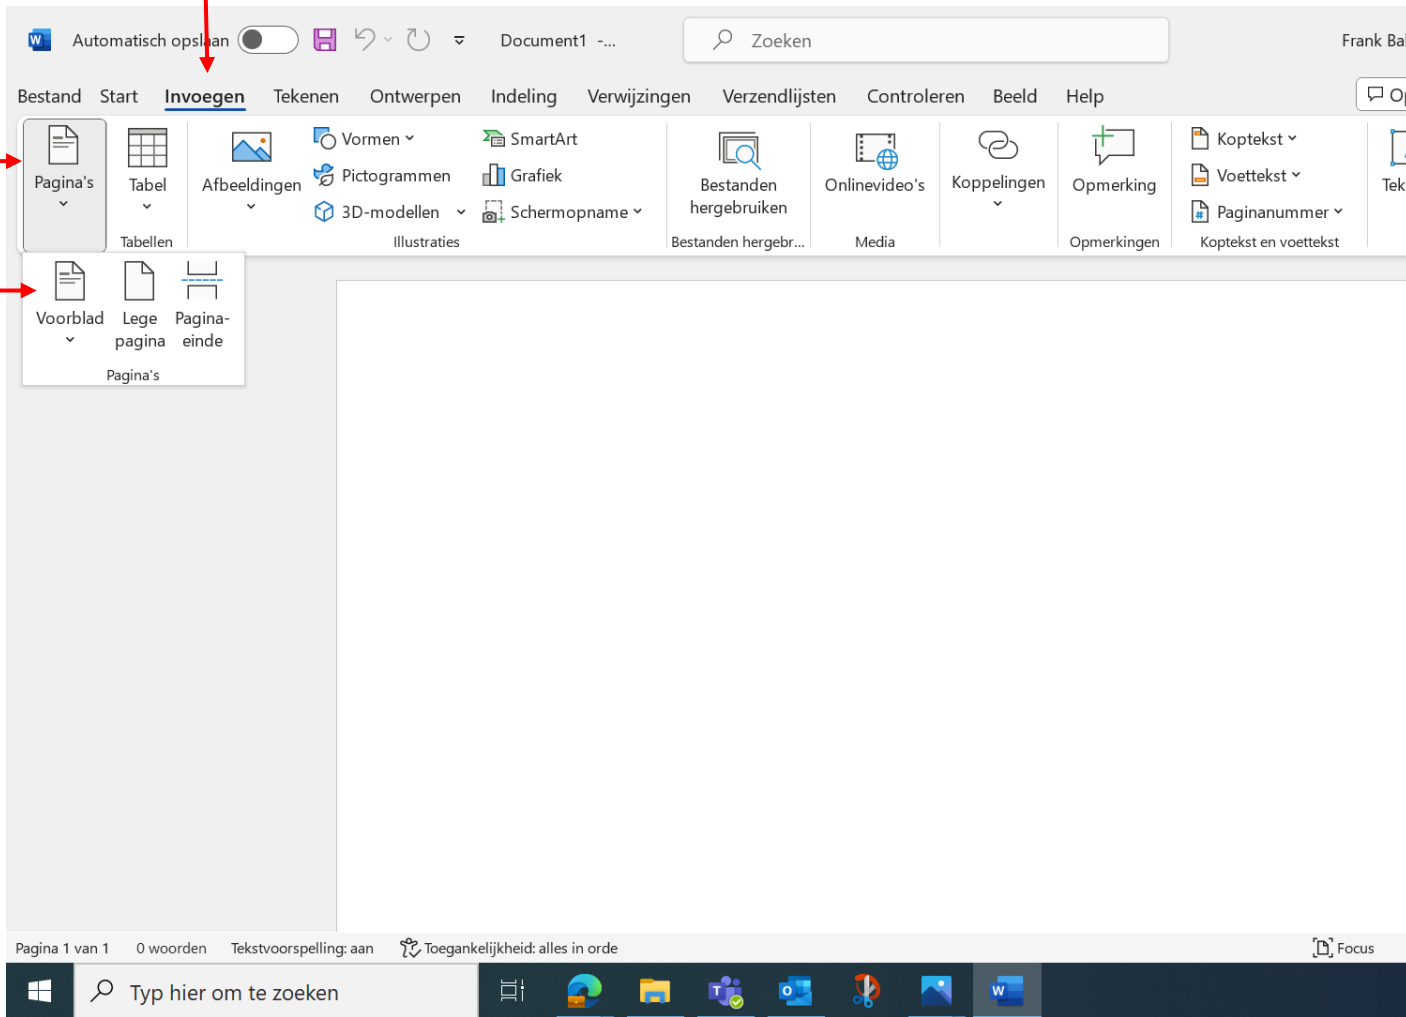 Automatisch opslaan Document1 -... Zoeken Frank Bal
Bestand Start Invoegen Tekenen Ontwerpen Indeling Verwijzingen Verzendlijsten Controleren Beeld Help
Pagina's
Tabel
Tabellen
Afbeeldingen
Vormen
Pictogrammen
3D-modellen
SmartArt
Grafiek
Schermopname
Illustraties
Bestanden
hergebruiken
Bestanden hergebr...
Onlinevideo's
Media
Koppelingen
Opmerking
Opmerkingen
Koptekst
Voettekst
Paginanummer
Koptekst en voettekst
Voorblad
Lege
pagina
Pagina-
einde
Pagina's
Pagina 1 van 1 0 woorden Tekstvoorspelling: aan Toegankelijkheid: alles in orde Focus
Typ hier om te zoeken